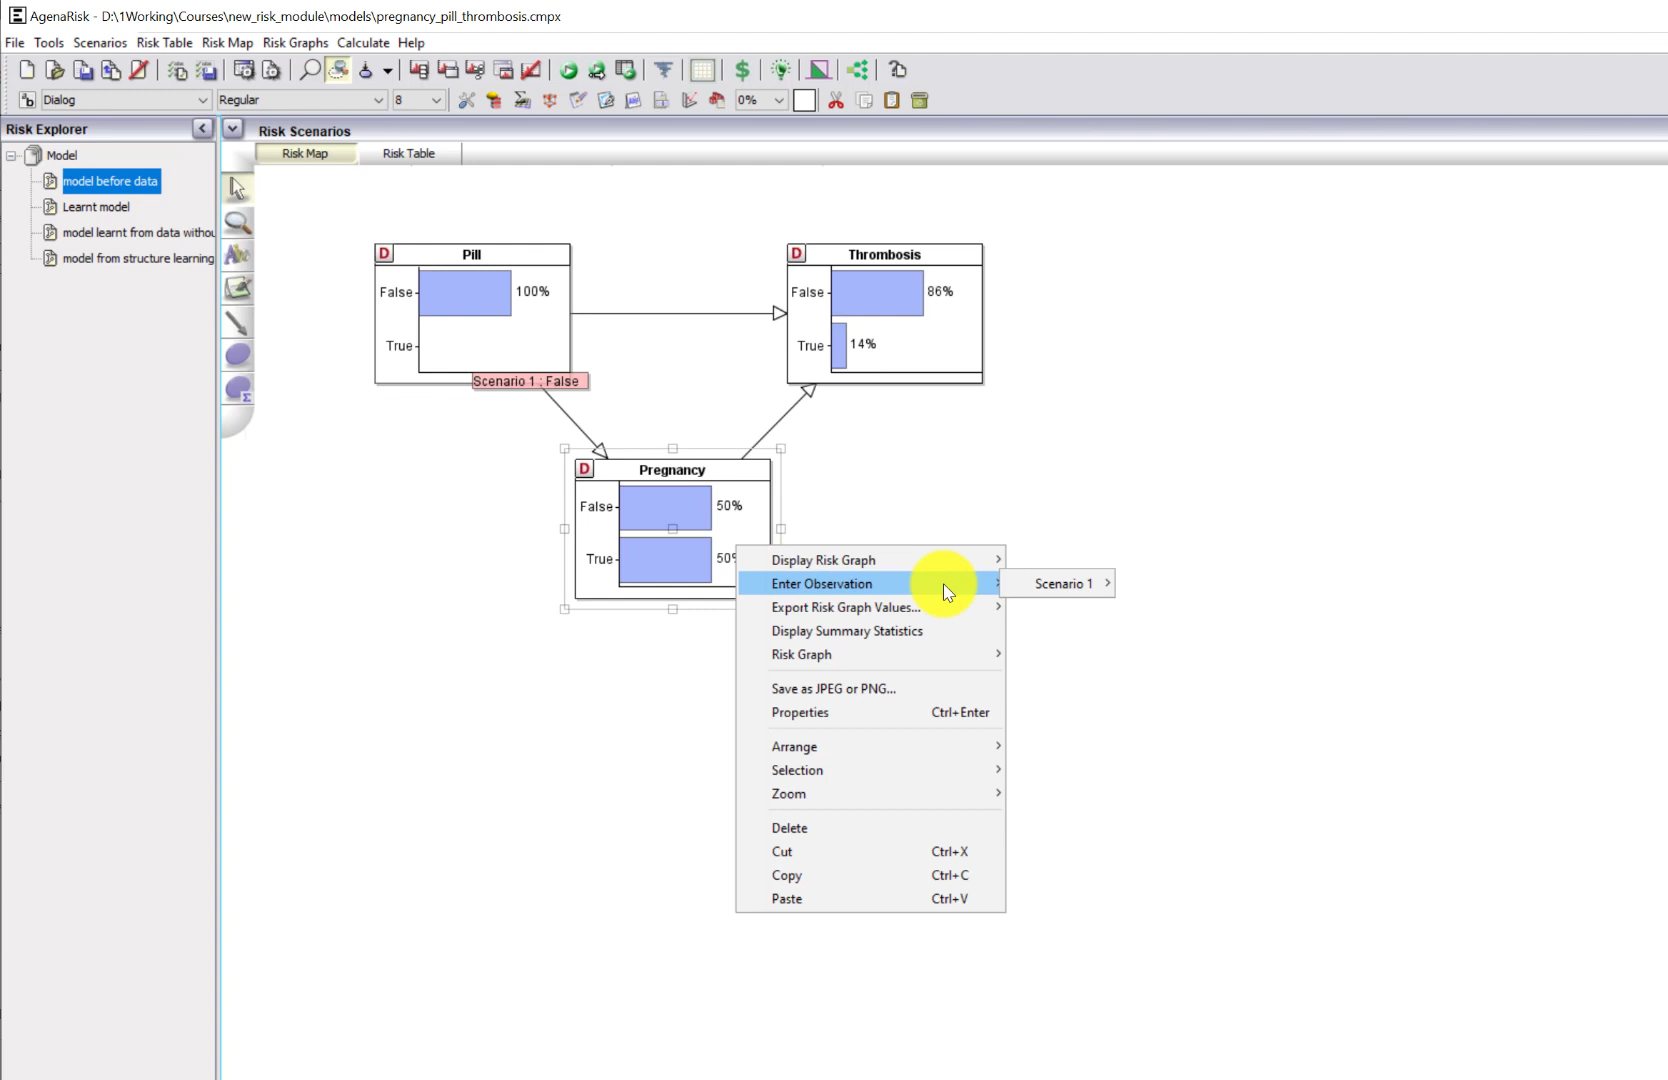 AgenaRisk - D:\1Working\Courses\new_risk_module\models\pregnancy_pill_thrombosis.cmpx
File Tools Scenarios Risk Table Risk Map Risk Graphs Calculate Help
Dialog Regular 8 0%
Risk Explorer
Risk Scenarios
Risk Map Risk Table
Model
model before data
Learnt model
model learnt from data withou
model from structure learning
D Pill
False 100%
True
Scenario 1 : False
D Thrombosis
False 86%
True 14%
D Pregnancy
False 50%
True 50%
Display Risk Graph
Enter Observation
Scenario 1
Export Risk Graph Values...
Display Summary Statistics
Risk Graph
Save as JPEG or PNG...
Properties Ctrl+Enter
Arrange
Selection
Zoom
Delete
Cut Ctrl+X
Copy Ctrl+C
Paste Ctrl+V